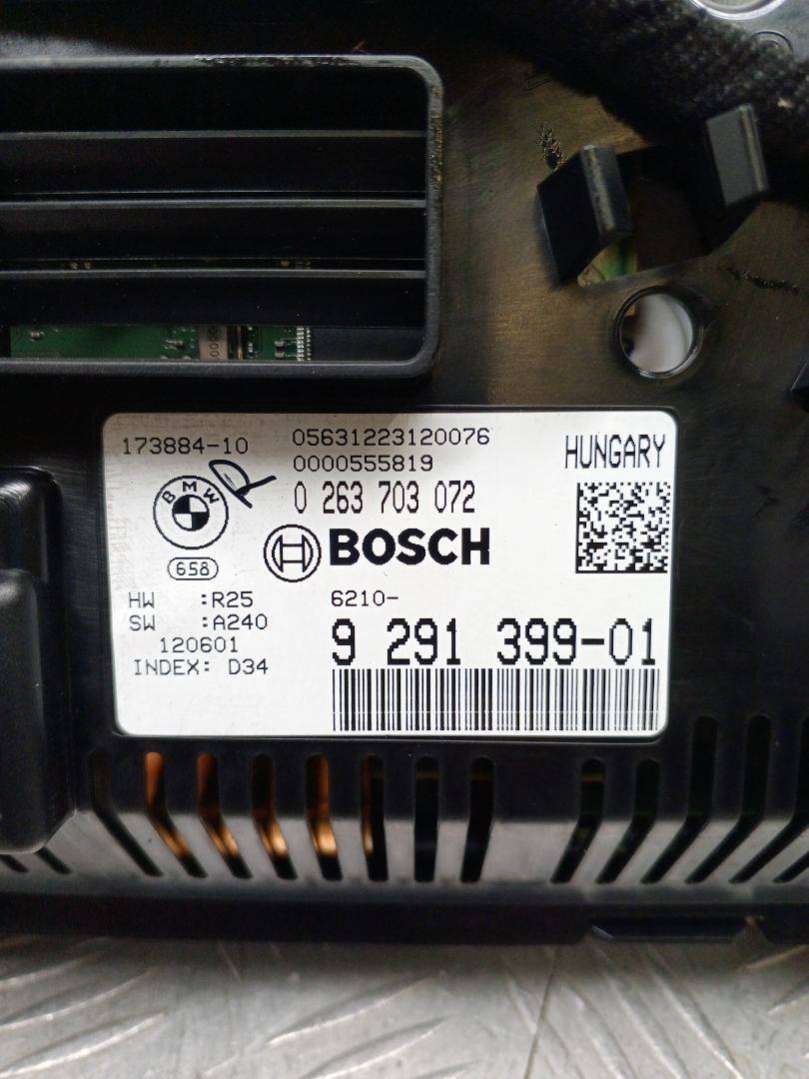 173884-10
05631223120076
0000555819
HUNGARY
BMW
0 263 703 072
658
BOSCH
HW :R25
SW :A240
120601
INDEX: D34
6210-
9 291 399-01